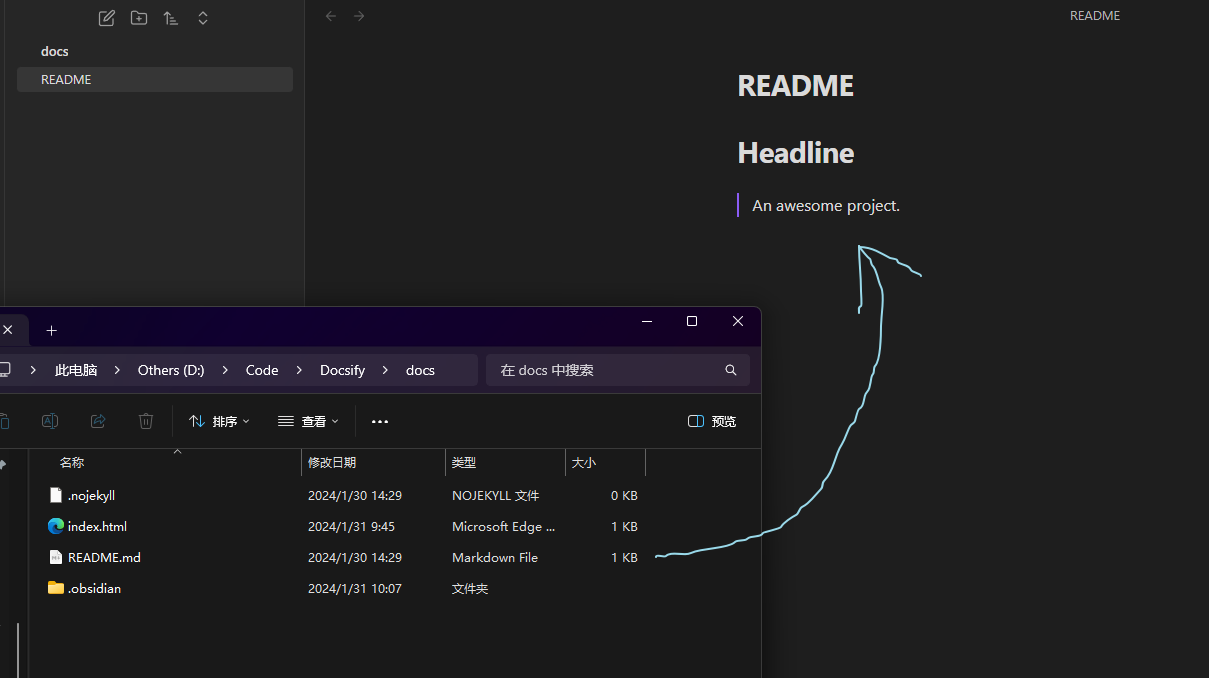 README
docs
README
README
Headline
An awesome project.
此电脑 Others (D:) Code Docsify docs
在 docs 中搜索
排序 查看 预览
名称 修改日期 类型 大小
.nojekyll 2024/1/30 14:29 NOJEKYLL 文件 0 KB
index.html 2024/1/31 9:45 Microsoft Edge ... 1 KB
README.md 2024/1/30 14:29 Markdown File 1 KB
.obsidian 2024/1/31 10:07 文件夹